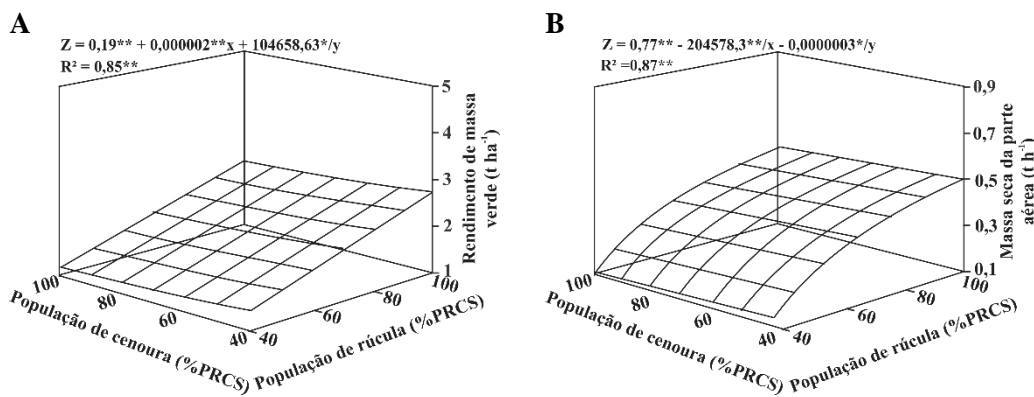 A
Z = 0,19** + 0,000002**x + 104658,63*/y
R² = 0,85**
5
4
3
2
1
Rendimento de massa
verde (t ha⁻¹)
100
80
60
40
População de cenoura (%PRCS)
40
60
80
100
População de rúcula (%PRCS)
B
Z = 0,77** - 204578,3**/x - 0,0000003*/y
R² =0,87**
0,9
0,7
0,5
0,3
0,1
Massa seca da parte
aérea (t h⁻¹)
100
80
60
40
População de cenoura (%PRCS)
40
60
80
100
População de rúcula (%PRCS)